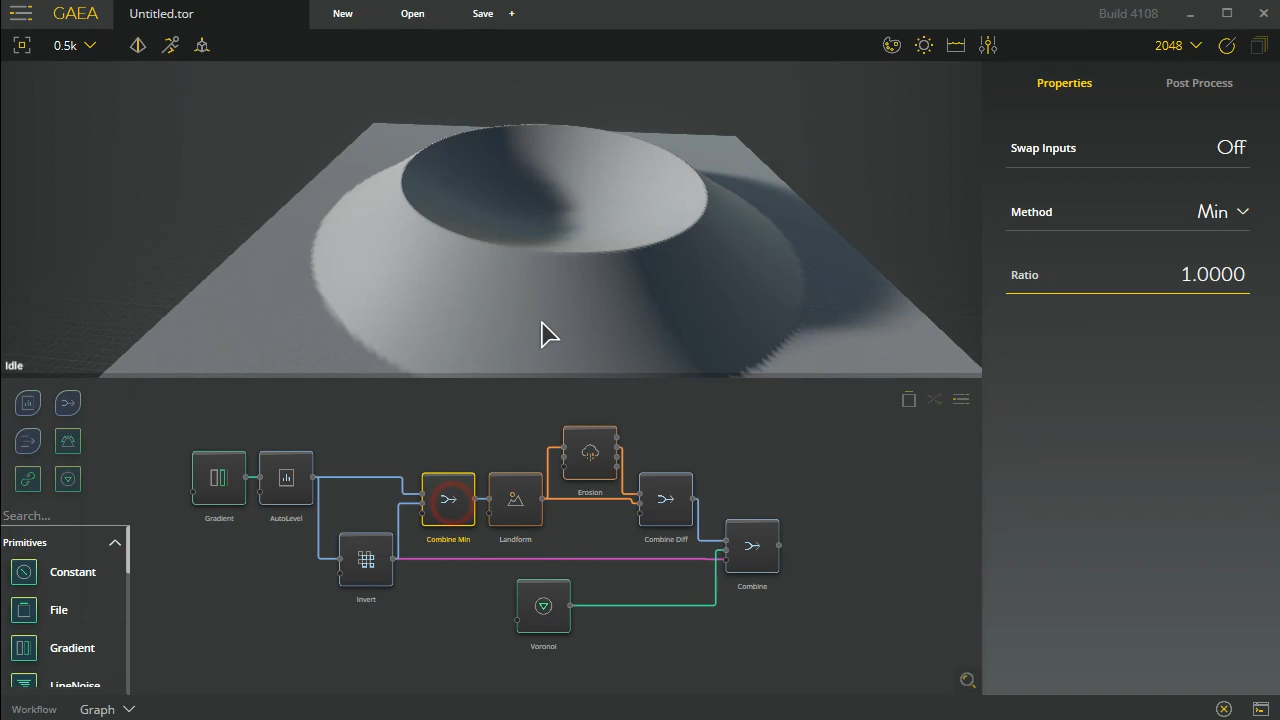 GAEA
Untitled.tor
New
Open
Save
+
Build 4108
0.5k
2048
Properties
Post Process
Swap Inputs
Off
Method
Min
Ratio
1.0000
Idle
Search...
Primitives
Constant
File
Gradient
LineNoise
Gradient
AutoLevel
Invert
Combine Min
Landform
Erosion
Combine Diff
Combine
Voronoi
Workflow
Graph